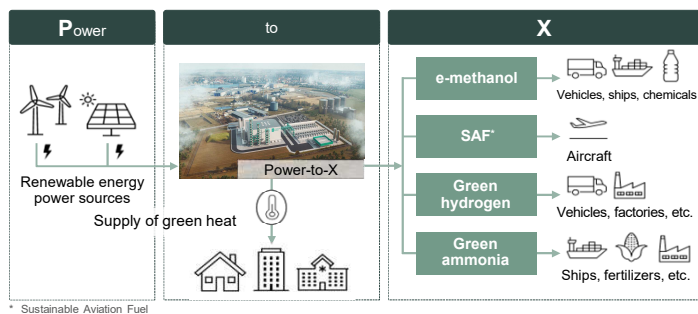 Power
to
X
Renewable energy
power sources
Power-to-X
Supply of green heat
e-methanol
Vehicles, ships, chemicals
SAF*
Aircraft
Green
hydrogen
Vehicles, factories, etc.
Green
ammonia
Ships, fertilizers, etc.
* Sustainable Aviation Fuel